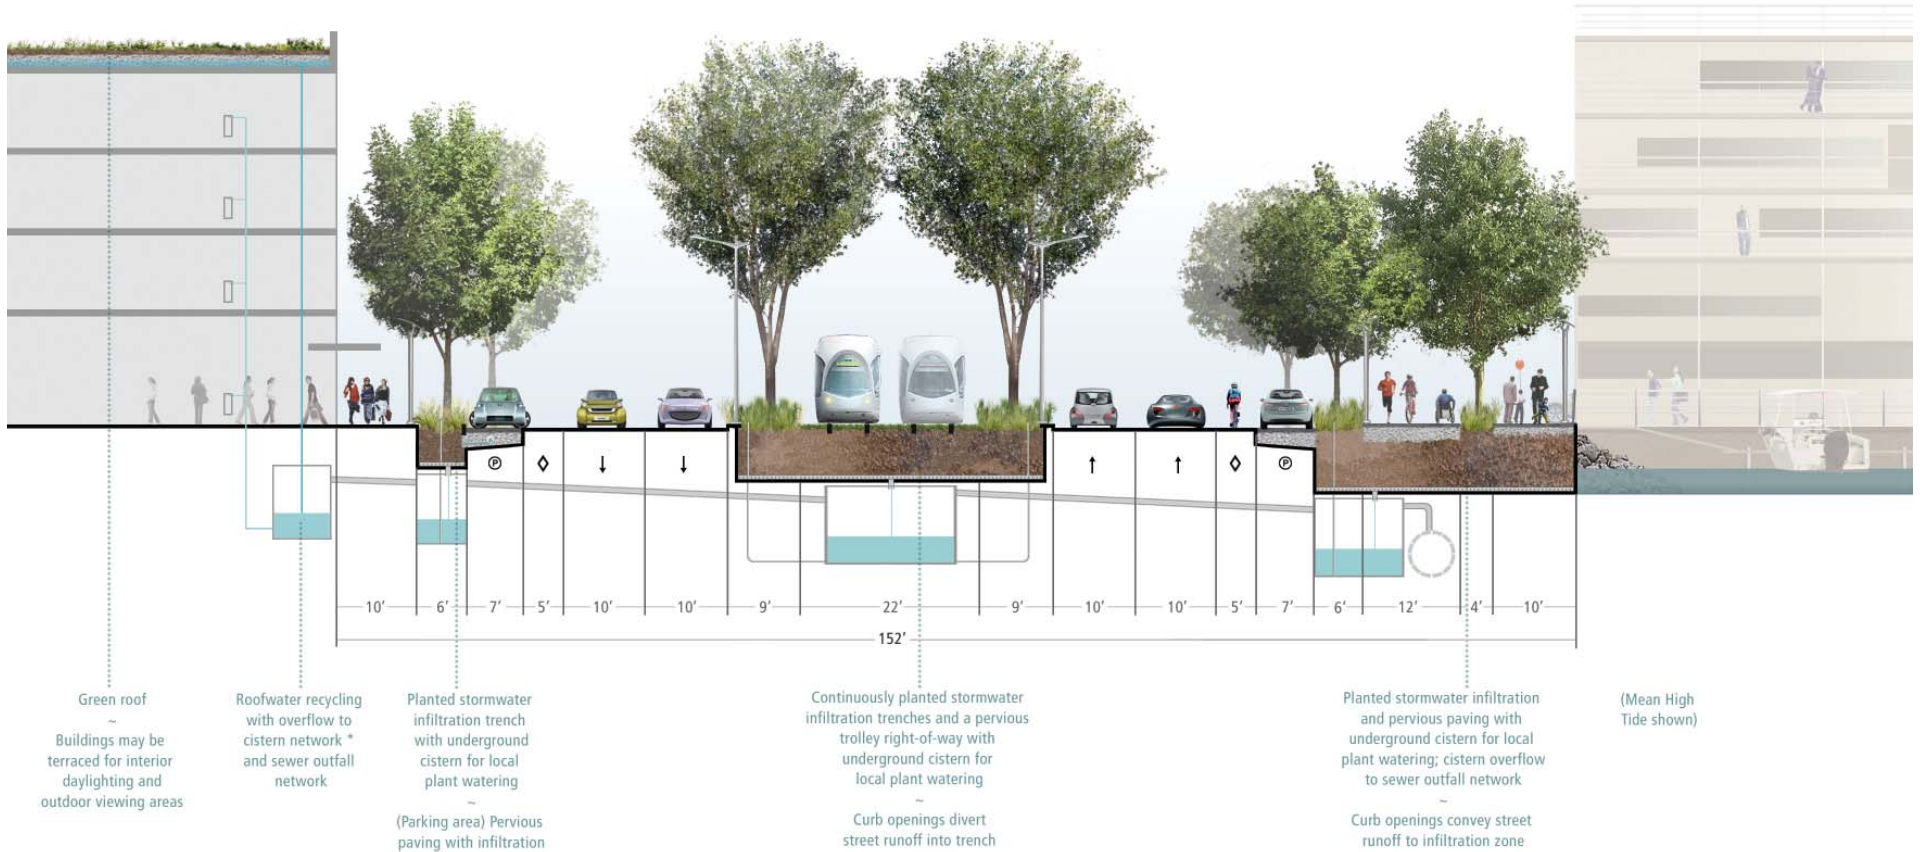 Ⓟ ◊ ↓ ↓ ↑ ↑ ◊ Ⓟ
10’ 6’ 7’ 5’ 10’ 10’ 9’ 22’ 9’ 10’ 10’ 5’ 7’ 6’ 12’ 4’ 10’
152’
Green roof
~
Buildings may be
terraced for interior
daylighting and
outdoor viewing areas
Roofwater recycling
with overflow to
cistern network *
and sewer outfall
network
Planted stormwater
infiltration trench
with underground
cistern for local
plant watering
~
(Parking area) Pervious
paving with infiltration
Continuously planted stormwater
infiltration trenches and a pervious
trolley right-of-way with
underground cistern for
local plant watering
~
Curb openings divert
street runoff into trench
Planted stormwater infiltration
and pervious paving with
underground cistern for local
plant watering; cistern overflow
to sewer outfall network
~
Curb openings convey street
runoff to infiltration zone
(Mean High
Tide shown)